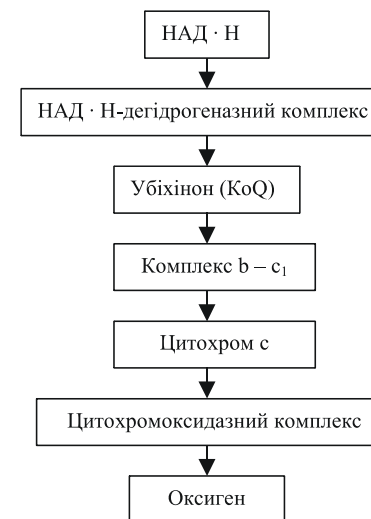 НАД · Н
НАД · Н-дегідрогеназний комплекс
Убіхінон (КоQ)
Комплекс b – c₁
Цитохром с
Цитохромоксидазний комплекс
Оксиген